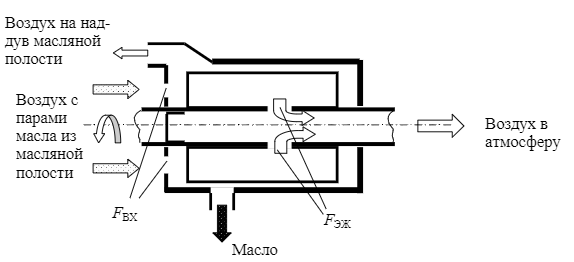 Воздух на над-
дув масляной
полости
Воздух с
парами
масла из
масляной
полости
Воздух в
атмосферу
FВХ
FЭЖ
Масло